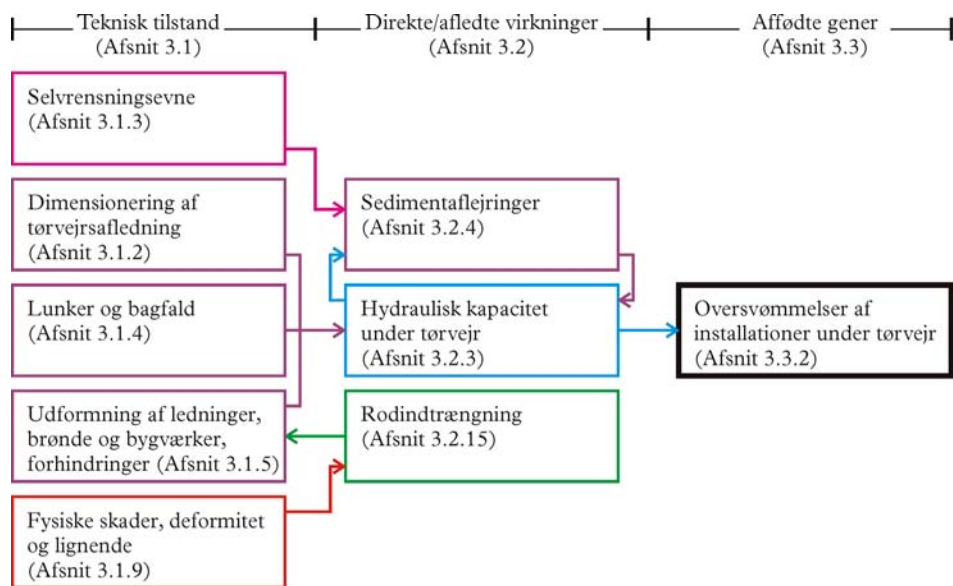 Teknisk tilstand
(Afsnit 3.1)
Direkte/afledte virkninger
(Afsnit 3.2)
Affødte gener
(Afsnit 3.3)
Selvrensningsevne
(Afsnit 3.1.3)
Dimensionering af
tørvejrsafledning
(Afsnit 3.1.2)
Sedimentaflejringer
(Afsnit 3.2.4)
Lunker og bagfald
(Afsnit 3.1.4)
Hydraulisk kapacitet
under tørvejr
(Afsnit 3.2.3)
Oversvømmelser af
installationer under tørvejr
(Afsnit 3.3.2)
Udformning af ledninger,
brønde og bygværker,
forhindringer (Afsnit 3.1.5)
Rodindtrængning
(Afsnit 3.2.15)
Fysiske skader, deformitet
og lignende
(Afsnit 3.1.9)